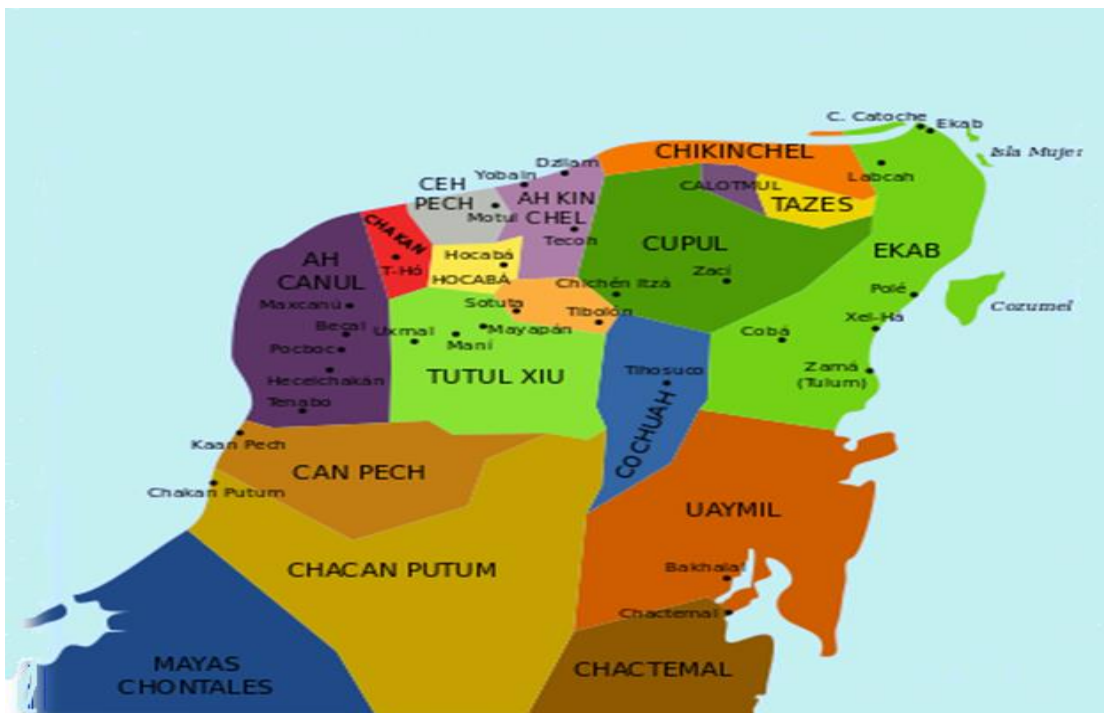 C. Catoche
Ekab
Isla Mujer
CHIKINCHEL
Dzilam
Labcah
Yobaín
CEH
PECH
CALOTMUL
AH KIN
CHEL
TAZES
Motul
CHAKAN
Tecoh
CUPUL
EKAB
Hocabá
AH
CANUL
T-Hó
HOCABÁ
Zací
Chichén Itzá
Polé
Cozumel
Maxcanú
Sotuta
Tibolón
Xel-Há
Becal
Uxmal
Mayapán
Cobá
Maní
Pocboc
Zamá
(Tulum)
Hecelchakán
TUTUL XIU
Tihosuco
Tenabo
COCHUAH
Kaan Pech
CAN PECH
Chakan Putum
UAYMIL
CHACAN PUTUM
Bakhalal
Chactemal
MAYAS
CHONTALES
CHACTEMAL